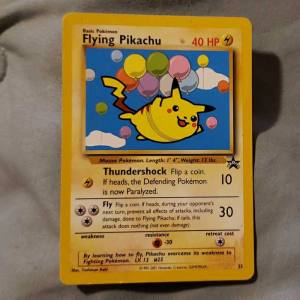 Basic Pokémon
Flying Pikachu
40 HP
Mouse Pokémon. Length: 1' 4", Weight: 13 lbs.
Thundershock Flip a coin.
If heads, the Defending Pokémon
is now Paralyzed.
10
Fly Flip a coin. If heads, during your opponent's
next turn, prevent all effects of attacks, including
damage, done to Flying Pikachu; if tails, this
attack does nothing (not even damage).
30
weakness
resistance
retreat cost
-30
By learning how to fly, Pikachu overcame its weakness to
Fighting Pokémon. LV. 12 #25